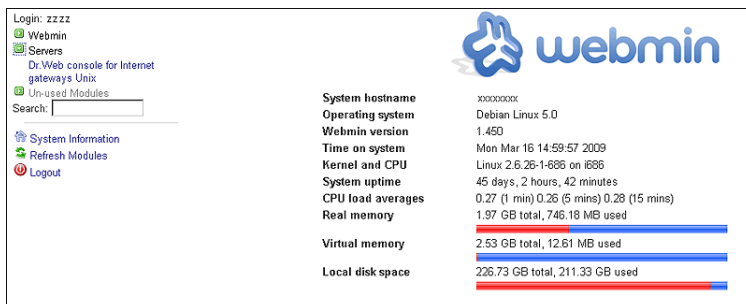 Login: zzzz
Webmin
Servers
Dr.Web console for Internet
gateways Unix
Un-used Modules
Search:
System Information
Refresh Modules
Logout
webmin
System hostname xxxxxxxx
Operating system Debian Linux 5.0
Webmin version 1.450
Time on system Mon Mar 16 14:59:57 2009
Kernel and CPU Linux 2.6.26-1-686 on i686
System uptime 45 days, 2 hours, 42 minutes
CPU load averages 0.27 (1 min) 0.26 (5 mins) 0.28 (15 mins)
Real memory 1.97 GB total, 746.18 MB used
Virtual memory 2.53 GB total, 12.61 MB used
Local disk space 226.73 GB total, 211.33 GB used